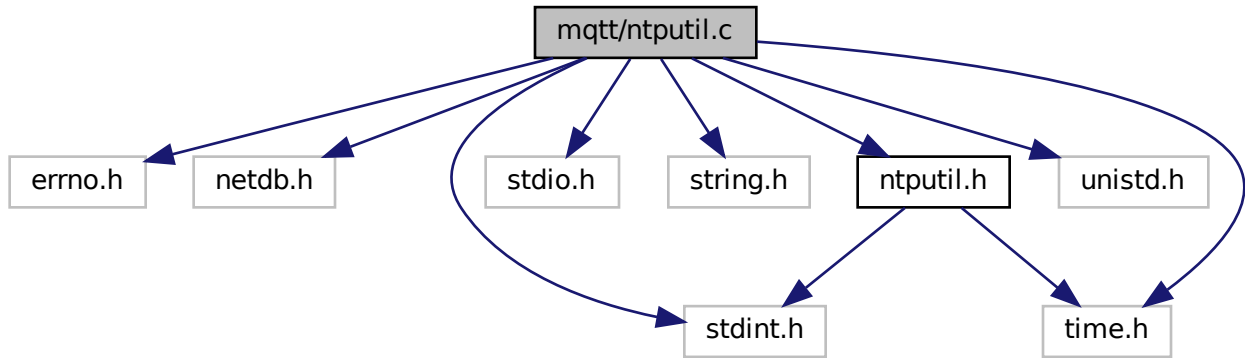 mqtt/ntputil.c
errno.h
netdb.h
stdio.h
string.h
ntputil.h
unistd.h
stdint.h
time.h